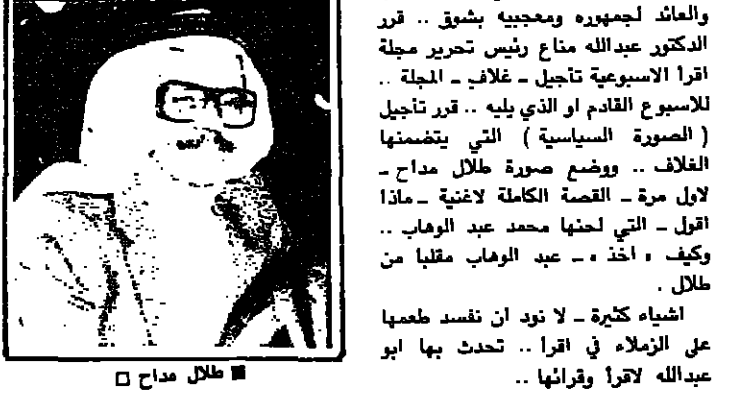 والعائد لجمهوره ومعجبيه بشوق .. قرر
الدكتور عبدالله مناع رئيس تحرير مجلة
اقرأ الاسبوعية تأجيل ـ غلاف ـ المجلة ..
للاسبوع القادم او الذي يليه .. قرر تأجيل
( الصورة السياسية ) التي يتضمنها
الغلاف .. ووضع صورة طلال مداح ـ
لاول مرة ـ القصة الكاملة لاغنية ـ ماذا
اقول ـ التي لحنها محمد عبد الوهاب ..
وكيف « اخذ » ـ عبد الوهاب مقلبا من
طلال .
اشياء كثيرة ـ لا نود ان نفسد طعمها
على الزملاء في اقرأ .. تحدث بها ابو
عبدالله لاقرأ وقرائها ..
■ طلال مداح □